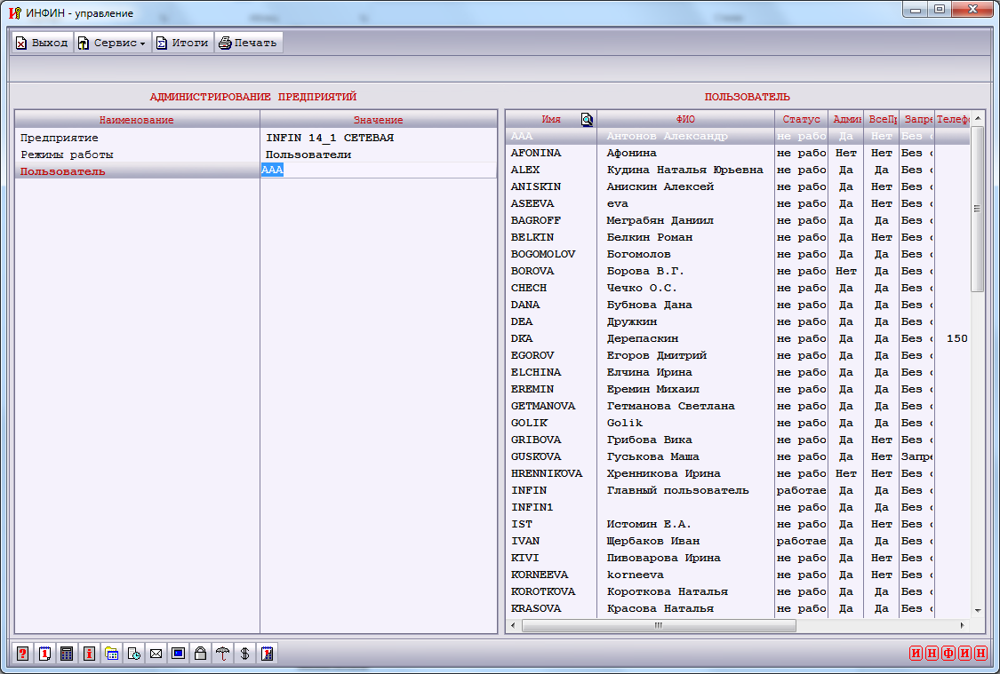 ИНФИН - управление
Выход Сервис Итоги Печать
АДМИНИСТРИРОВАНИЕ ПРЕДПРИЯТИЙ
Наименование Значение
Предприятие INFIN 14_1 СЕТЕВАЯ
Режимы работы Пользователи
Пользователь AAA
ПОЛЬЗОВАТЕЛЬ
Имя ФИО Статус Админ ВсеПр Запре Телефо
AAA Антонов Александр не рабо Да Нет Без
AFONINA Афонина не рабо Нет Нет Без
ALEX Кудина Наталья Юрьевна не рабо Да Да Без
ANISKIN Анискин Алексей не рабо Да Нет Без
ASEEVA eva не рабо Да Нет Без
BAGROFF Меграбян Даниил не рабо Да Да Без
BELKIN Белкин Роман не рабо Да Нет Без
BOGOMOLOV Богомолов не рабо Да Да Без
BOROVA Борова В.Г. не рабо Нет Да Без
CHECH Чечко О.С. не рабо Да Да Без
DANA Бубнова Дана не рабо Да Да Без
DEA Дружкин не рабо Да Да Без
DKA Дерепаскин не рабо Да Да Без 150
EGOROV Егоров Дмитрий не рабо Да Да Без
ELCHINA Елчина Ирина не рабо Да Да Без
EREMIN Еремин Михаил не рабо Да Да Без
GETMANOVA Гетманова Светлана не рабо Да Да Без
GOLIK Golik не рабо Да Да Без
GRIBOVA Грибова Вика не рабо Да Нет Без
GUSKOVA Гуськова Маша не рабо Да Нет Запре
HRENNIKOVA Хренникова Ирина не рабо Нет Нет Без
INFIN Главный пользователь работае Да Да Без
INFIN1 не рабо Да Да Без
IST Истомин Е.А. не рабо Да Нет Без
IVAN Щербаков Иван работае Да Да Без
KIVI Пивоварова Ирина не рабо Да Нет Без
KORNEEVA korneeva не рабо Да Нет Без
KOROTKOVA Короткова Наталья не рабо Да Да Без
KRASOVA Красова Наталья не рабо Да Да Без
ИНФИН